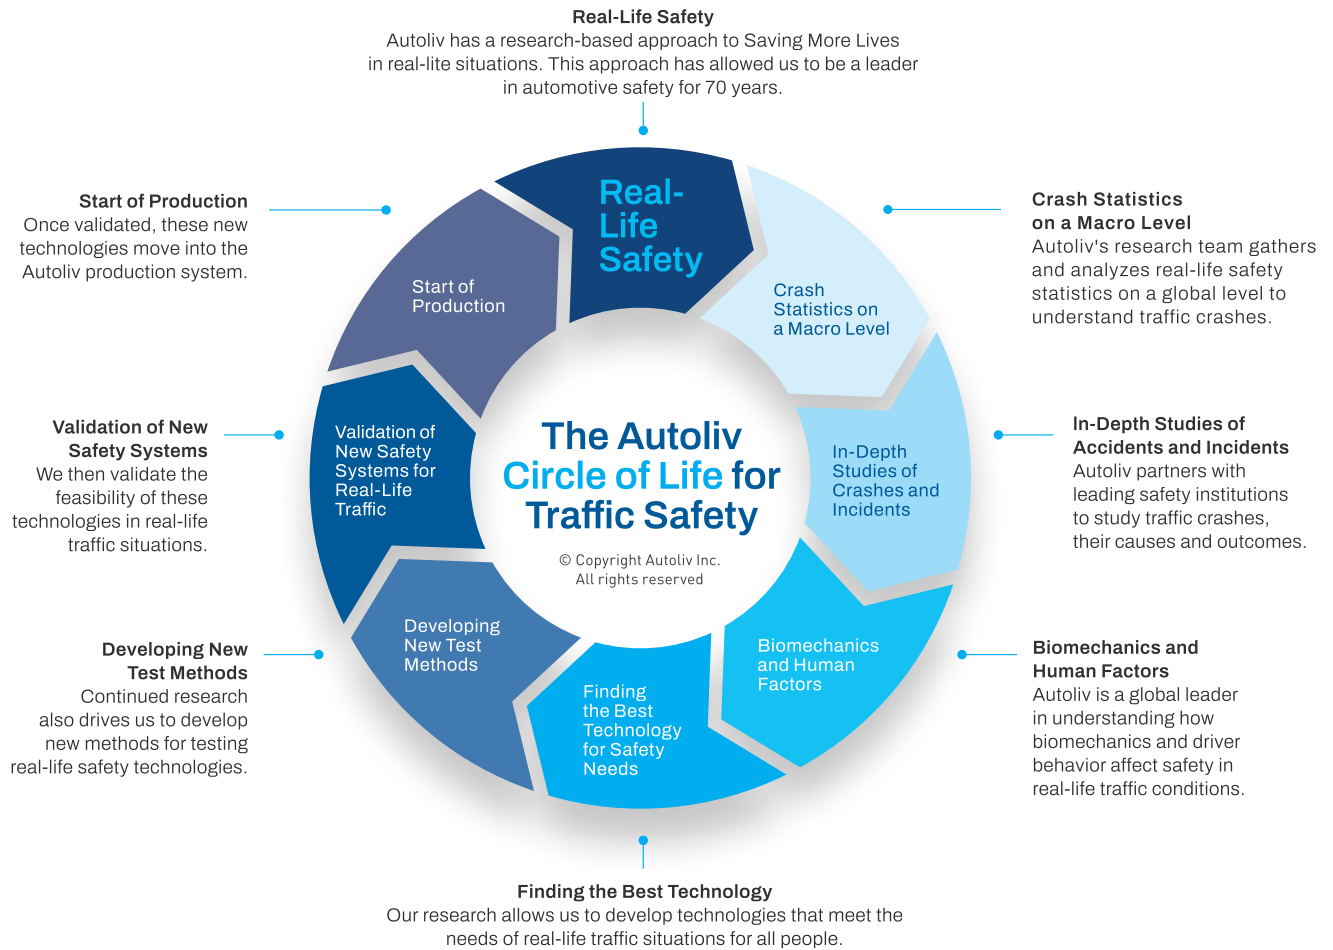 Real-Life Safety
Autoliv has a research-based approach to Saving More Lives
in real-lite situations. This approach has allowed us to be a leader
in automotive safety for 70 years.
Crash Statistics
on a Macro Level
Autoliv's research team gathers
and analyzes real-life safety
statistics on a global level to
understand traffic crashes.
In-Depth Studies of
Accidents and Incidents
Autoliv partners with
leading safety institutions
to study traffic crashes,
their causes and outcomes.
Biomechanics and
Human Factors
Autoliv is a global leader
in understanding how
biomechanics and driver
behavior affect safety in
real-life traffic conditions.
Finding the Best Technology
Our research allows us to develop technologies that meet the
needs of real-life traffic situations for all people.
Developing New
Test Methods
Continued research
also drives us to develop
new methods for testing
real-life safety technologies.
Validation of New
Safety Systems
We then validate the
feasibility of these
technologies in real-life
traffic situations.
Start of Production
Once validated, these new
technologies move into the
Autoliv production system.
Real-
Life
Safety
Crash
Statistics on
a Macro Level
In-Depth
Studies of
Crashes and
Incidents
Biomechanics
and Human
Factors
Finding
the Best
Technology
for Safety
Needs
Developing
New Test
Methods
Validation of
New Safety
Systems for
Real-Life
Traffic
Start of
Production
The Autoliv
Circle of Life for
Traffic Safety
© Copyright Autoliv Inc.
All rights reserved